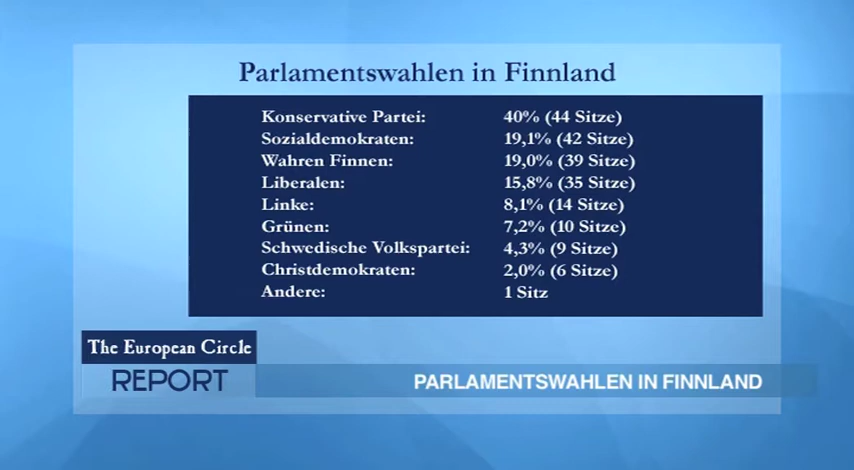 Parlamentswahlen in Finnland
Konservative Partei: 40% (44 Sitze)
Sozialdemokraten: 19,1% (42 Sitze)
Wahren Finnen: 19,0% (39 Sitze)
Liberalen: 15,8% (35 Sitze)
Linke: 8,1% (14 Sitze)
Grünen: 7,2% (10 Sitze)
Schwedische Volkspartei: 4,3% (9 Sitze)
Christdemokraten: 2,0% (6 Sitze)
Andere: 1 Sitz
The European Circle
REPORT
PARLAMENTSWAHLEN IN FINNLAND